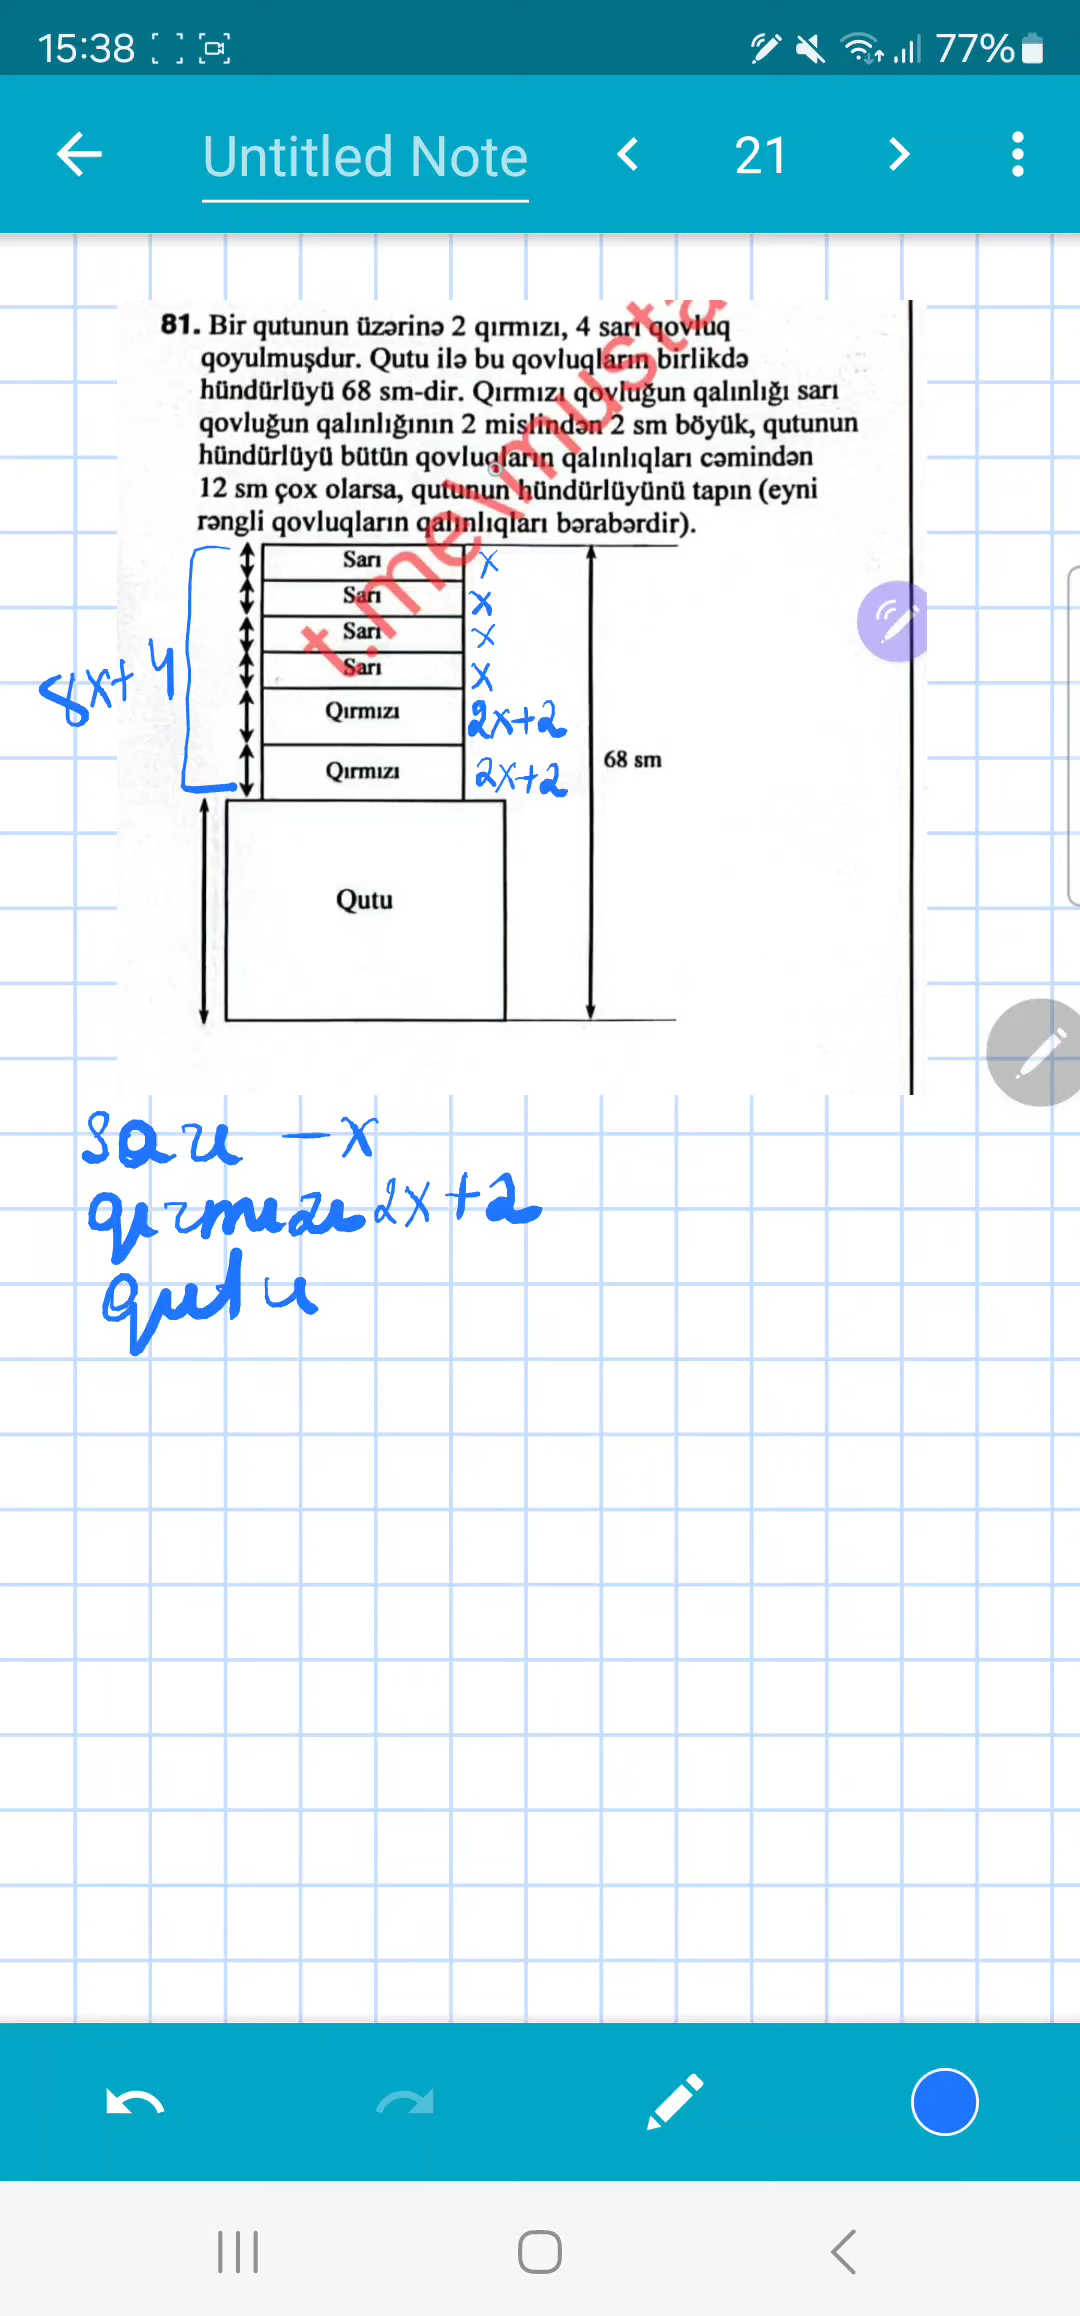 15:38 77%
Untitled Note 21
81. Bir qutunun üzərinə 2 qırmızı, 4 sarı qovluq
qoyulmuşdur. Qutu ilə bu qovluqların birlikdə
hündürlüyü 68 sm-dir. Qırmızı qovluğun qalınlığı sarı
qovluğun qalınlığının 2 mislindən 2 sm böyük, qutunun
hündürlüyü bütün qovluqların qalınlıqları cəmindən
12 sm çox olarsa, qutunun hündürlüyünü tapın (eyni
rəngli qovluqların qalınlıqları bərabərdir).
t.me\musta
Sarı x
Sarı x
Sarı x
Sarı x
8x+4
Qırmızı 2x+2
Qırmızı 2x+2
68 sm
Qutu
sarı – x
qırmızı 2x+2
qutu